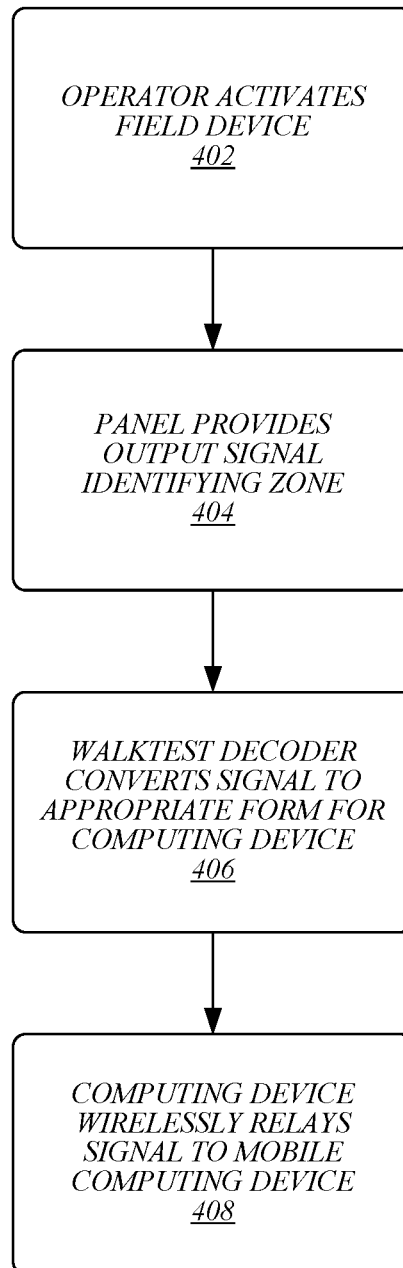 OPERATOR ACTIVATES
FIELD DEVICE
402
PANEL PROVIDES
OUTPUT SIGNAL
IDENTIFYING ZONE
404
WALKTEST DECODER
CONVERTS SIGNAL TO
APPROPRIATE FORM FOR
COMPUTING DEVICE
406
COMPUTING DEVICE
WIRELESSLY RELAYS
SIGNAL TO MOBILE
COMPUTING DEVICE
408